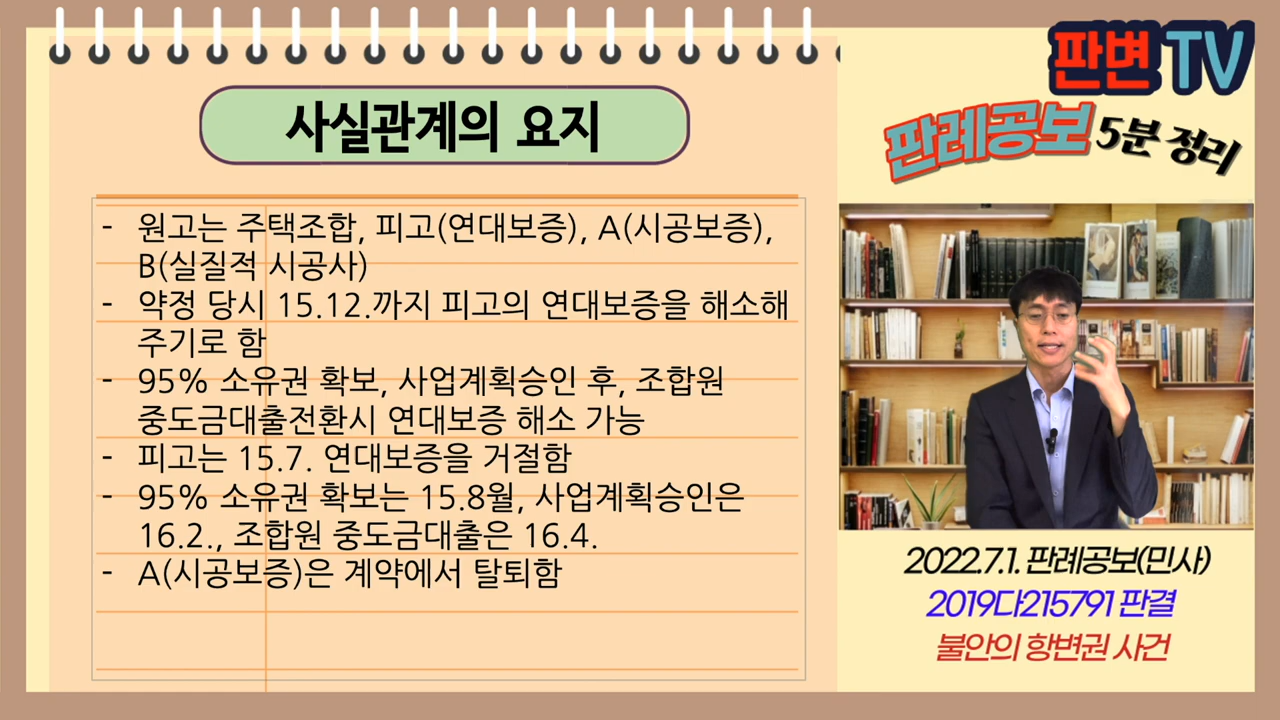 판변 TV
판례공보 5분 정리
사실관계의 요지
- 원고는 주택조합, 피고(연대보증), A(시공보증),
B(실질적 시공사)
- 약정 당시 15.12.까지 피고의 연대보증을 해소해
주기로 함
- 95% 소유권 확보, 사업계획승인 후, 조합원
중도금대출전환시 연대보증 해소 가능
- 피고는 15.7. 연대보증을 거절함
- 95% 소유권 확보는 15.8월, 사업계획승인은
16.2., 조합원 중도금대출은 16.4.
- A(시공보증)은 계약에서 탈퇴함
2022.7.1. 판례공보(민사)
2019다215791 판결
불안의 항변권 사건